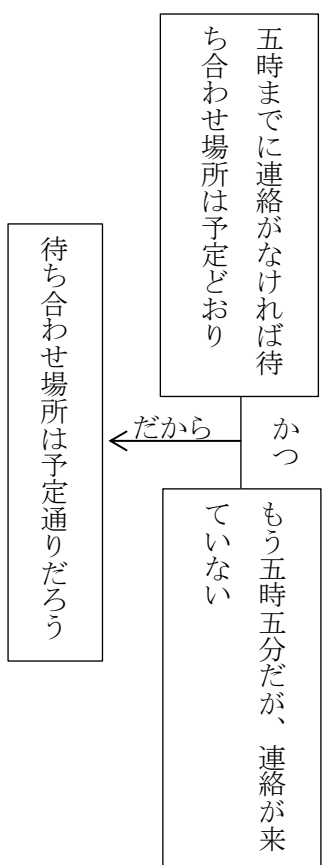 五時までに連絡がなければ待
ち合わせ場所は予定どおり
かつ
もう五時五分だが、連絡が来
ていない
だから
待ち合わせ場所は予定通りだろう